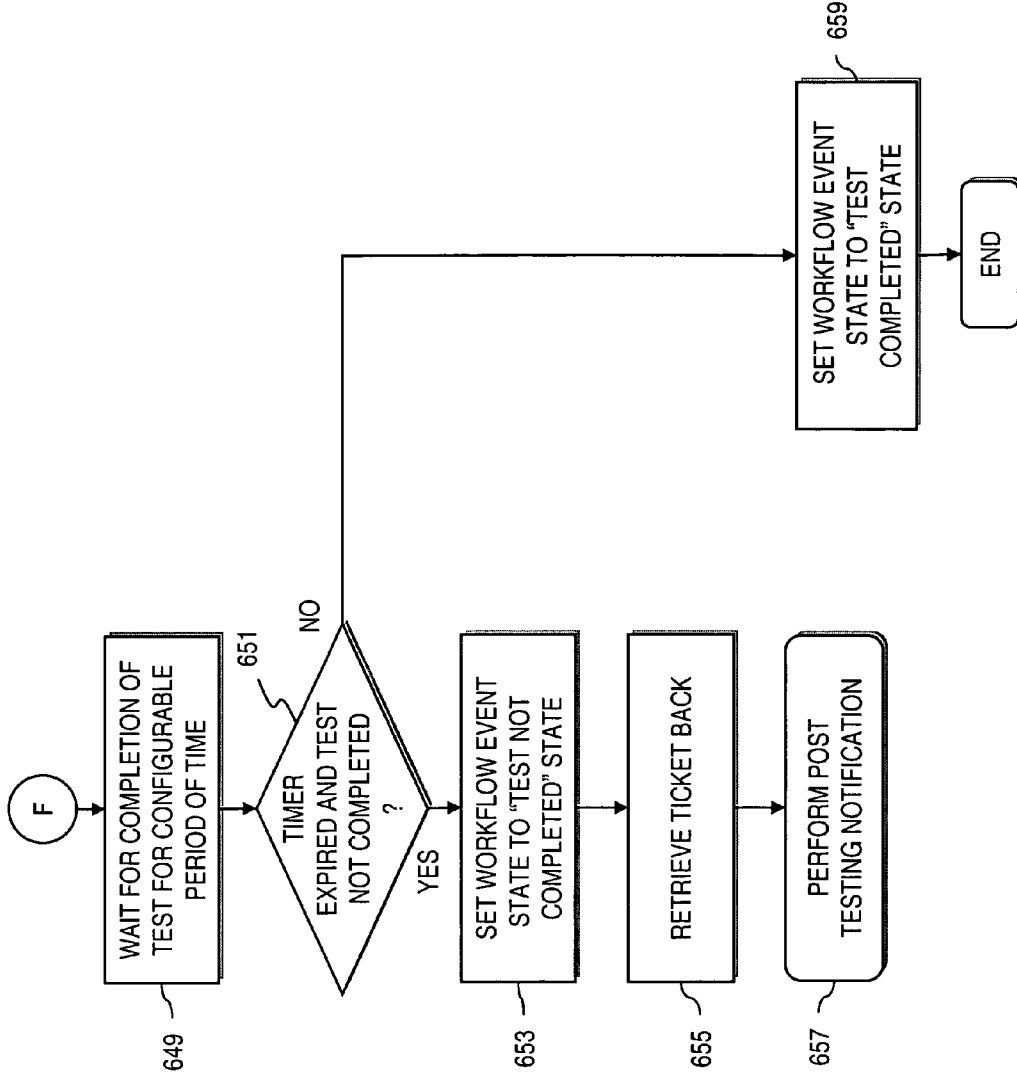 F
WAIT FOR COMPLETION OF
TEST FOR CONFIGURABLE
PERIOD OF TIME
649
TIMER
EXPIRED AND TEST
NOT COMPLETED
?
651
NO
YES
SET WORKFLOW EVENT
STATE TO "TEST NOT
COMPLETED" STATE
653
RETRIEVE TICKET BACK
655
PERFORM POST
TESTING NOTIFICATION
657
SET WORKFLOW EVENT
STATE TO "TEST
COMPLETED" STATE
659
END